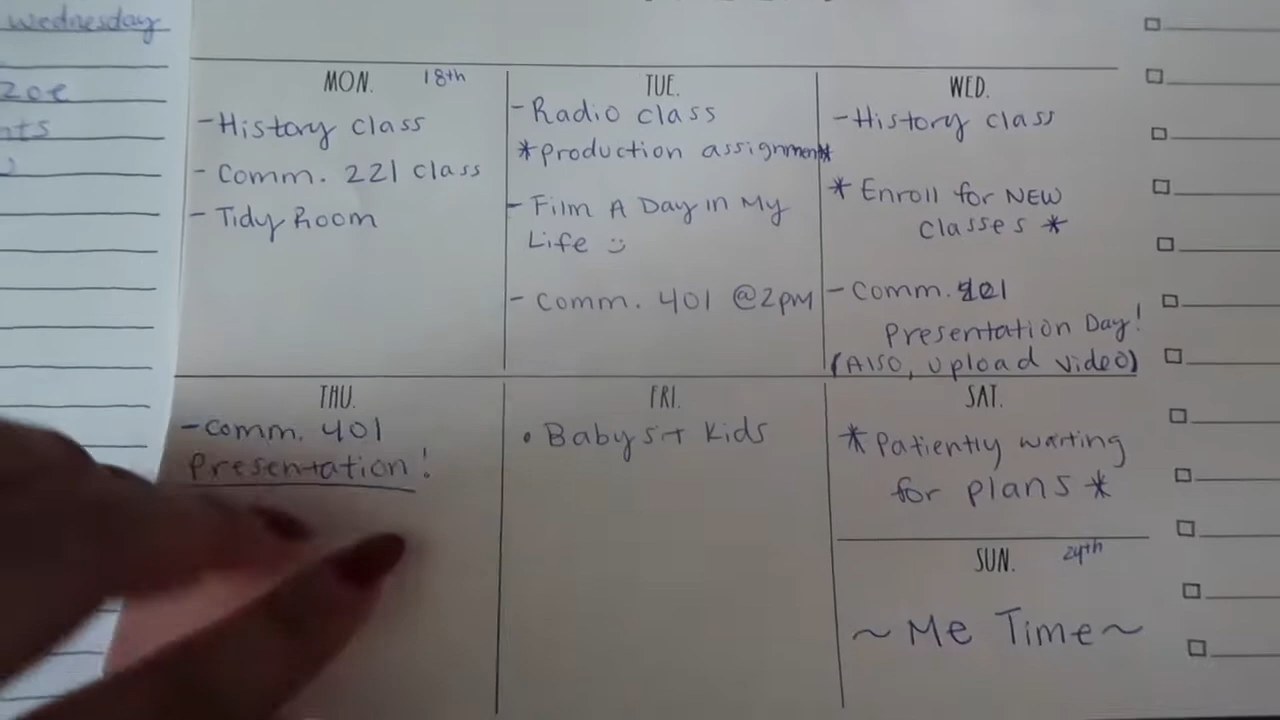 wednesday
zoe
nts
MON. 18th
- History class
- Comm. 221 class
- Tidy Room
TUE.
- Radio class
*production assignment*
- Film A Day in My
Life
- Comm. 401 @2pm
WED.
- History class
* Enroll for NEW
classes *
- Comm.
Presentation Day!
(Also, upload video)
THU.
- Comm. 401
Presentation!
FRI.
• Babysit Kids
SAT.
*Patiently waiting
for plans *
SUN. 24th
~ Me Time ~